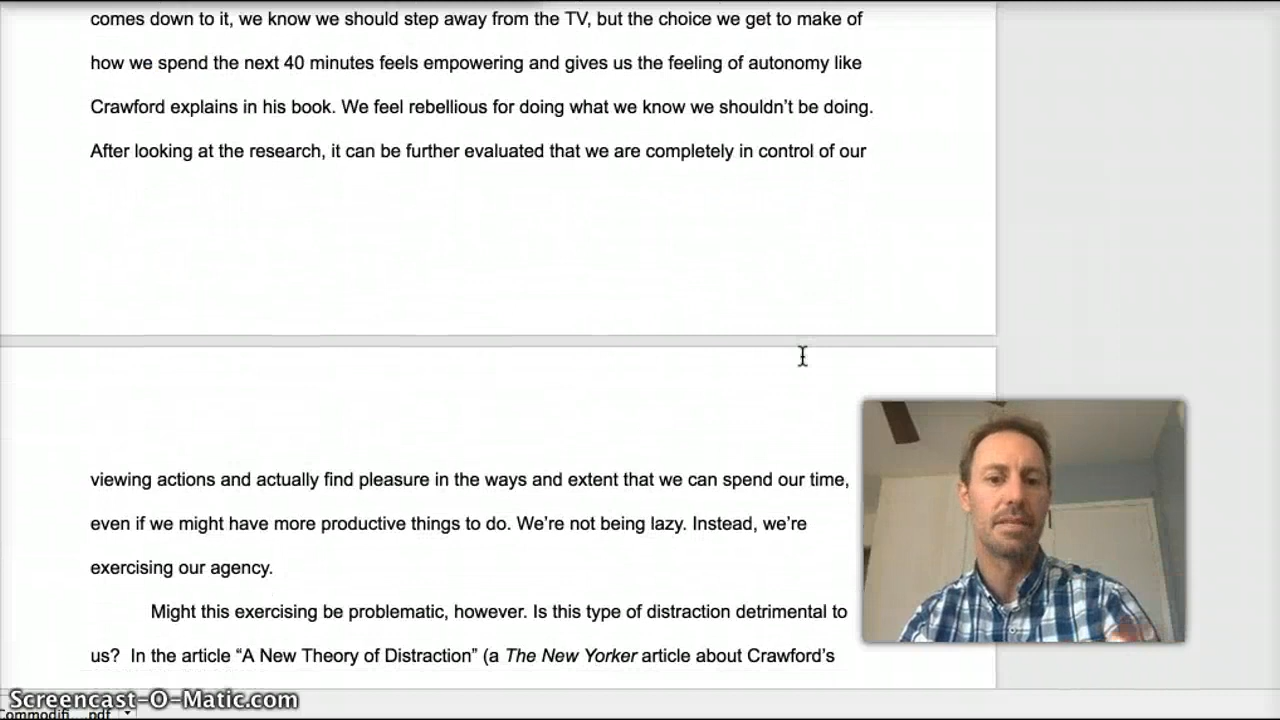 comes down to it, we know we should step away from the TV, but the choice we get to make of
how we spend the next 40 minutes feels empowering and gives us the feeling of autonomy like
Crawford explains in his book. We feel rebellious for doing what we know we shouldn’t be doing.
After looking at the research, it can be further evaluated that we are completely in control of our
viewing actions and actually find pleasure in the ways and extent that we can spend our time,
even if we might have more productive things to do. We’re not being lazy. Instead, we’re
exercising our agency.
Might this exercising be problematic, however. Is this type of distraction detrimental to
us? In the article “A New Theory of Distraction” (a The New Yorker article about Crawford’s
Screencast-O-Matic.com
ommodifi....pdf